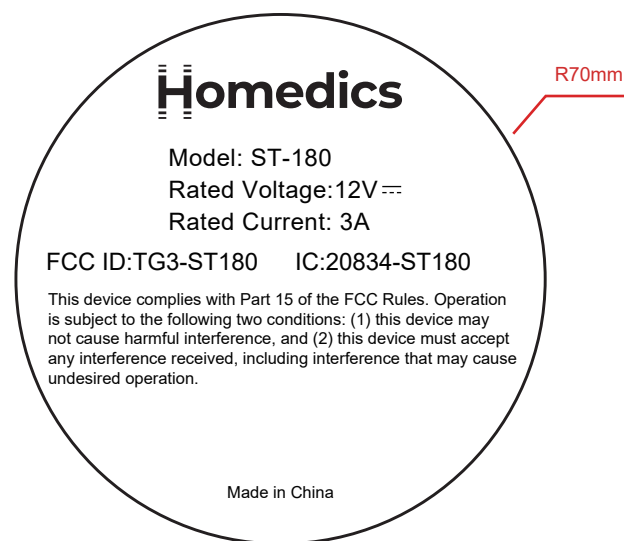 Homedics
R70mm
Model: ST-180
Rated Voltage:12V⎓
Rated Current: 3A
FCC ID:TG3-ST180 IC:20834-ST180
This device complies with Part 15 of the FCC Rules. Operation
is subject to the following two conditions: (1) this device may
not cause harmful interference, and (2) this device must accept
any interference received, including interference that may cause
undesired operation.
Made in China